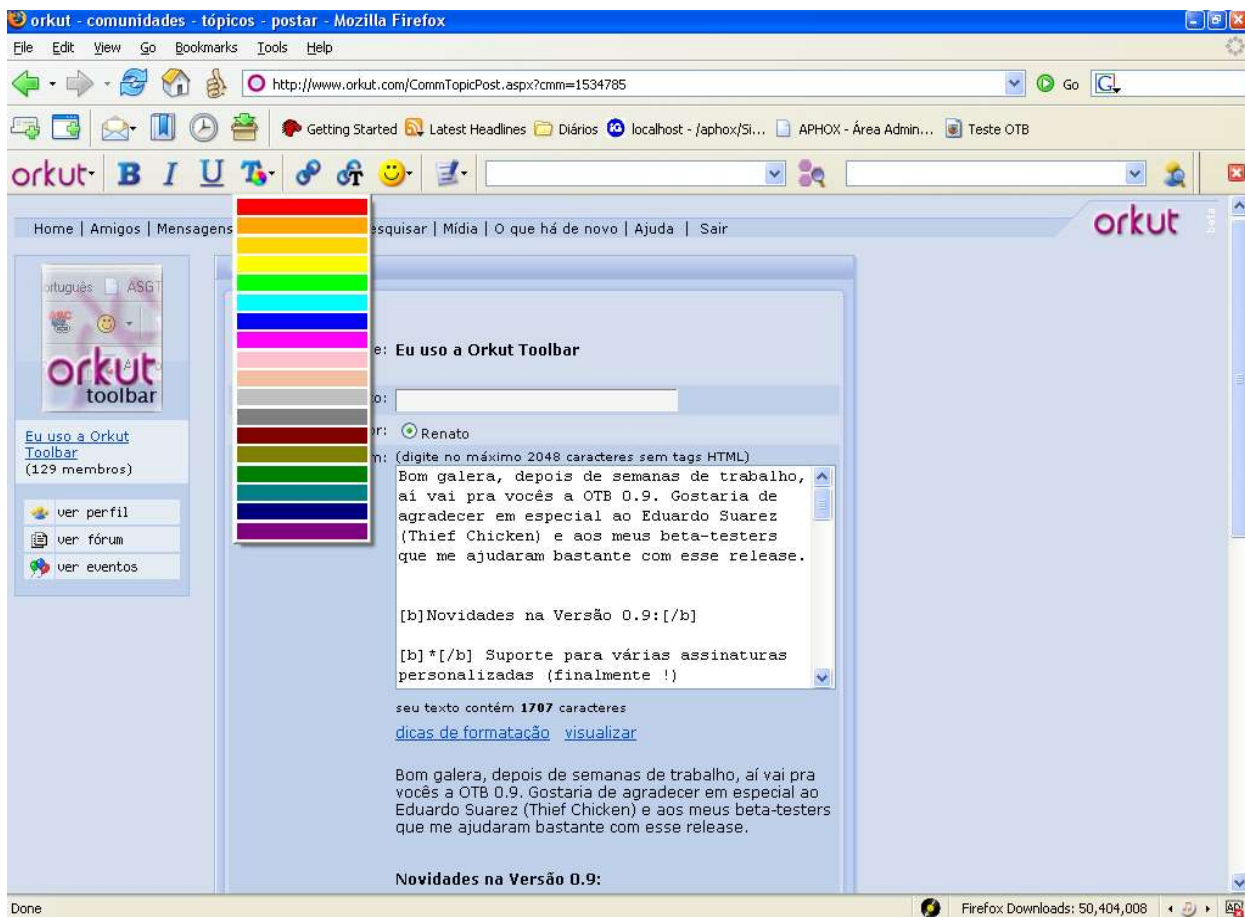 orkut - comunidades - tópicos - postar - Mozilla Firefox
File Edit View Go Bookmarks Tools Help
http://www.orkut.com/CommTopicPost.aspx?cmm=1534785 Go G
Getting Started Latest Headlines Diários localhost - /aphox/Si... APHOX - Área Admin... Teste OTB
orkut B I U T T
Home | Amigos | Mensagens esquisar | Mídia | O que há de novo | Ajuda | Sair
orkut beta
ortuguês ASGT
orkut
toolbar
Eu uso a Orkut
Toolbar
(129 membros)
ver perfil
ver fórum
ver eventos
e: Eu uso a Orkut Toolbar
o:
r: Renato
m: (digite no máximo 2048 caracteres sem tags HTML)
Bom galera, depois de semanas de trabalho,
aí vai pra vocês a OTB 0.9. Gostaria de
agradecer em especial ao Eduardo Suarez
(Thief Chicken) e aos meus beta-testers
que me ajudaram bastante com esse release.
[b]Novidades na Versão 0.9:[/b]
[b]*[/b] Suporte para várias assinaturas
personalizadas (finalmente !)
seu texto contém 1707 caracteres
dicas de formatação visualizar
Bom galera, depois de semanas de trabalho, aí vai pra
vocês a OTB 0.9. Gostaria de agradecer em especial ao
Eduardo Suarez (Thief Chicken) e aos meus beta-testers
que me ajudaram bastante com esse release.
Novidades na Versão 0.9:
Done Firefox Downloads: 50,404,008